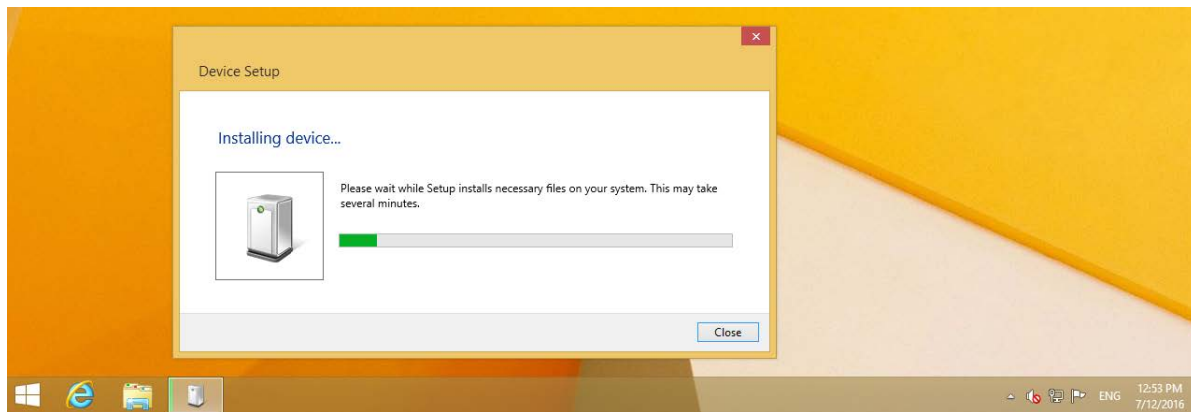 Device Setup
Installing device...
Please wait while Setup installs necessary files on your system. This may take
several minutes.
Close
ENG
12:53 PM
7/12/2016